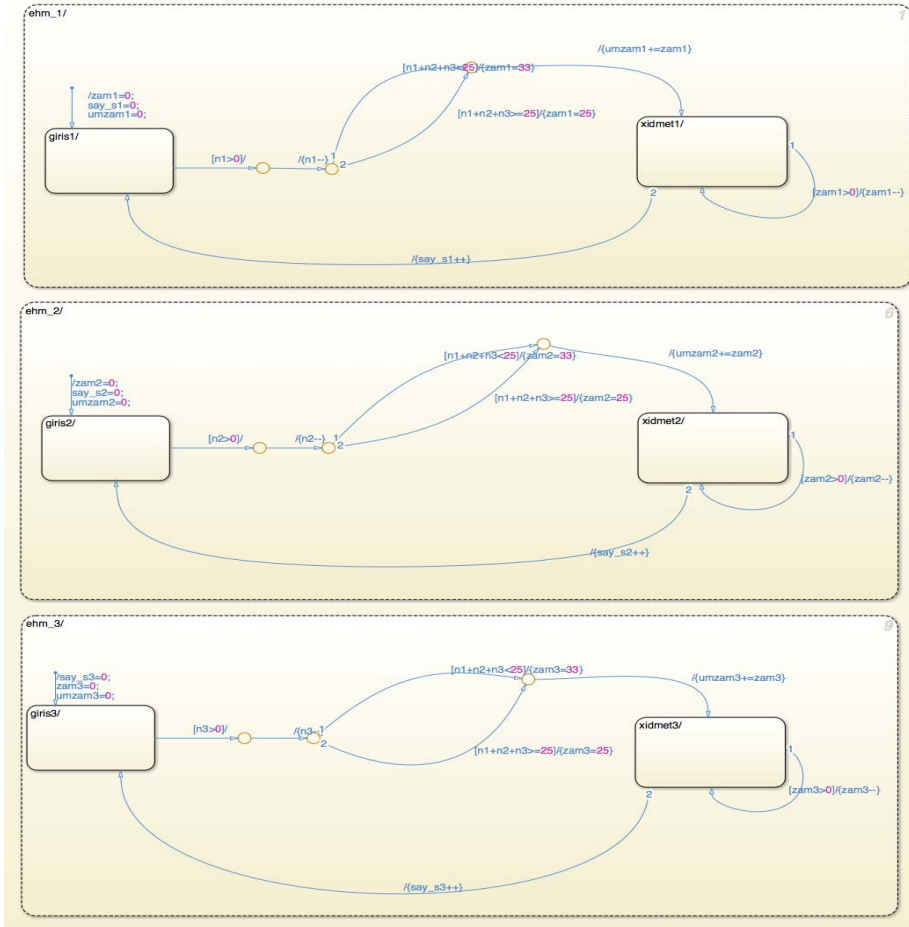 ehm_1/
1
/zam1=0;
say_s1=0;
umzam1=0;
giris1/
[n1>0]/
/{n1--}
1
2
[n1+n2+n3<25]/{zam1=33}
[n1+n2+n3>=25]/{zam1=25}
/{umzam1+=zam1}
xidmet1/
1
2
[zam1>0]/{zam1--}
/{say_s1++}
ehm_2/
6
/zam2=0;
say_s2=0;
umzam2=0;
giris2/
[n2>0]/
/{n2--}
1
2
[n1+n2+n3<25]/{zam2=33}
[n1+n2+n3>=25]/{zam2=25}
/{umzam2+=zam2}
xidmet2/
1
2
[zam2>0]/{zam2--}
/{say_s2++}
ehm_3/
9
/say_s3=0;
zam3=0;
umzam3=0;
giris3/
[n3>0]/
/{n3--}
1
2
[n1+n2+n3<25]/{zam3=33}
[n1+n2+n3>=25]/{zam3=25}
/{umzam3+=zam3}
xidmet3/
1
2
[zam3>0]/{zam3--}
/{say_s3++}